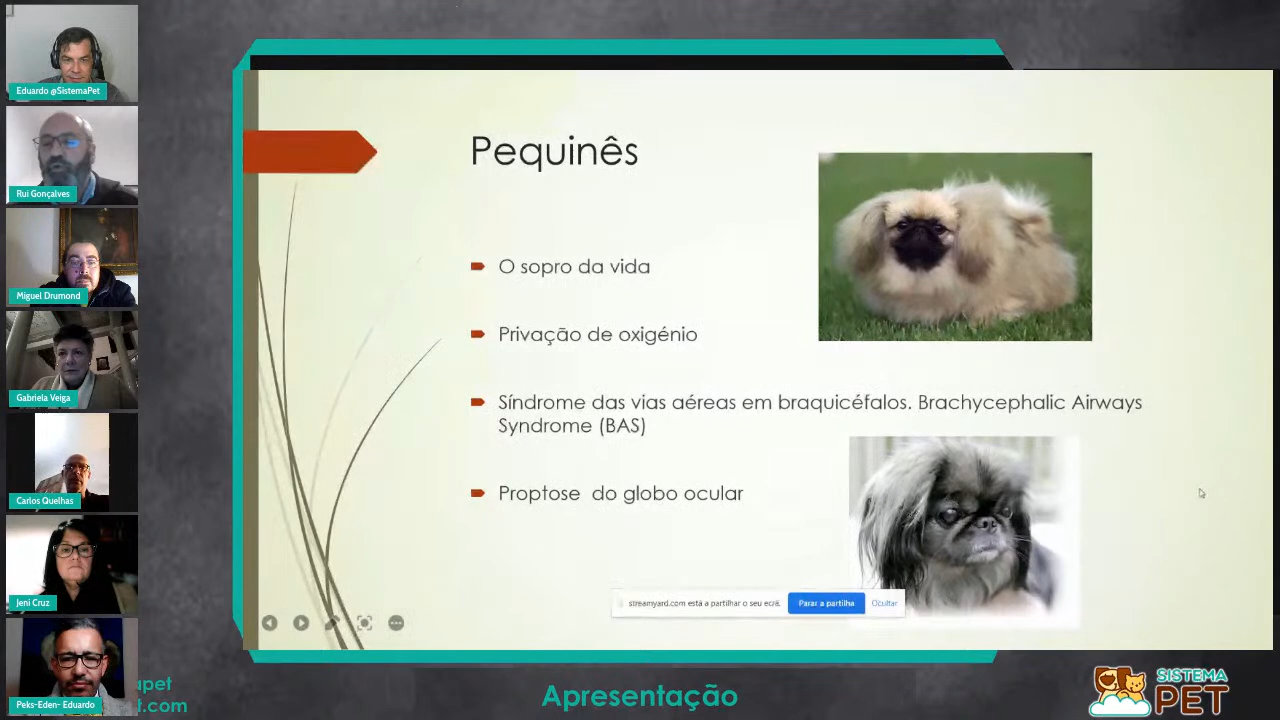 Eduardo @SistemaPet
Rui Gonçalves
Miguel Drumond
Gabriela Veiga
Carlos Quelhas
Jeni Cruz
Peks-Eden- Eduardo
Pequinês
O sopro da vida
Privação de oxigénio
Síndrome das vias aéreas em braquicéfalos. Brachycephalic Airways
Syndrome (BAS)
Proptose do globo ocular
streamyard.com está a partilhar o seu ecrã.
Parar a partilha
Ocultar
apet
t.com
Apresentação
SISTEMA
PET